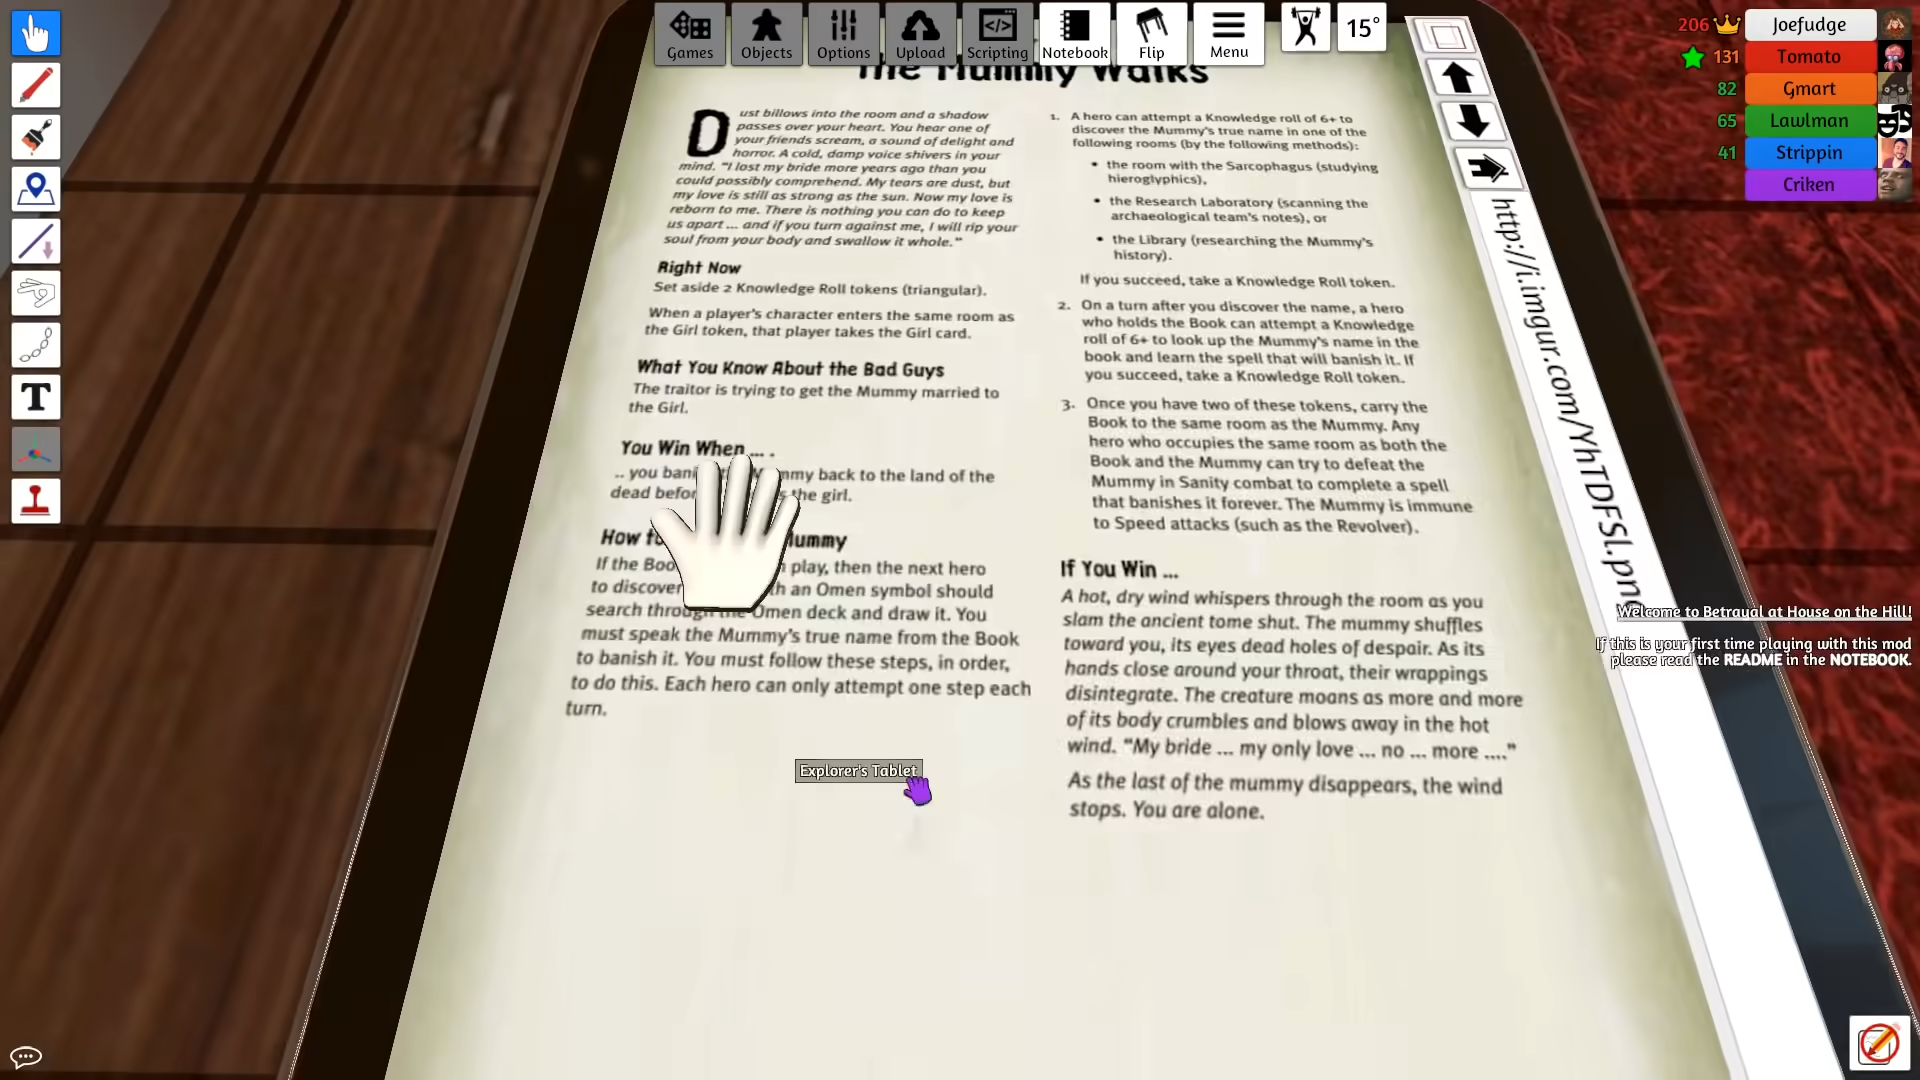 Games
Objects
Options
Upload
Scripting
Notebook
Flip
Menu
15°
206
Joefudge
131
Tomato
82
Gmart
65
Lawlman
41
Strippin
Criken
The Mummy Walks
Dust billows into the room and a shadow
passes over your heart. You hear one of
your friends scream, a sound of delight and
horror. A cold, damp voice shivers in your
mind. "I lost my bride more years ago than you
could possibly comprehend. My tears are dust, but
my love is still as strong as the sun. Now my love is
reborn to me. There is nothing you can do to keep
us apart ... and if you turn against me, I will rip your
soul from your body and swallow it whole."
Right Now
Set aside 2 Knowledge Roll tokens (triangular).
When a player's character enters the same room as
the Girl token, that player takes the Girl card.
What You Know About the Bad Guys
The traitor is trying to get the Mummy married to
the Girl.
You Win When ... .
.. you back to the land of the
dead the girl.
How
If the play, then the next hero
to discover an Omen symbol should
search through the Omen deck and draw it. You
must speak the Mummy's true name from the Book
to banish it. You must follow these steps, in order,
to do this. Each hero can only attempt one step each
turn.
1. A hero can attempt a Knowledge roll of 6+ to
discover the Mummy's true name in one of the
following rooms (by the following methods):
• the room with the Sarcophagus (studying
hieroglyphics),
• the Research Laboratory (scanning the
archaeological team's notes), or
• the Library (researching the Mummy's
history).
If you succeed, take a Knowledge Roll token.
2. On a turn after you discover the name, a hero
who holds the Book can attempt a Knowledge
roll of 6+ to look up the Mummy's name in the
book and learn the spell that will banish it. If
you succeed, take a Knowledge Roll token.
3. Once you have two of these tokens, carry the
Book to the same room as the Mummy. Any
hero who occupies the same room as both the
Book and the Mummy can try to defeat the
Mummy in Sanity combat to complete a spell
that banishes it forever. The Mummy is immune
to Speed attacks (such as the Revolver).
If You Win ...
A hot, dry wind whispers through the room as you
slam the ancient tome shut. The mummy shuffles
toward you, its eyes dead holes of despair. As its
hands close around your throat, their wrappings
disintegrate. The creature moans as more and more
of its body crumbles and blows away in the hot
wind. "My bride ... my only love ... no ... more ...."
As the last of the mummy disappears, the wind
stops. You are alone.
http://i.imgur.com/YhTDFSl.png
Explorer's Tablet
Welcome to Betrayal at House on the Hill!
If this is your first time playing with this mod
please read the README in the NOTEBOOK.
T